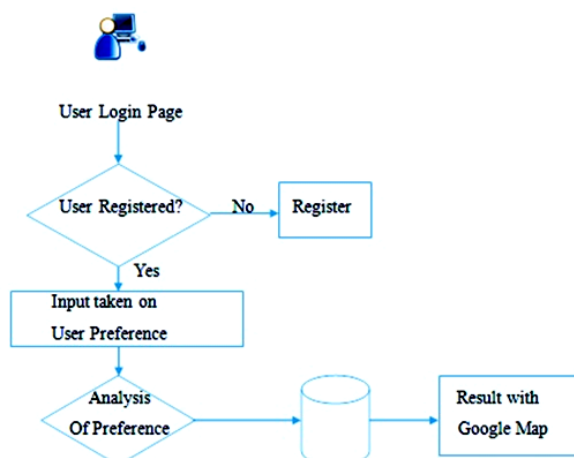 User Login Page
User Registered?
No
Register
Yes
Input taken on
User Preference
Analysis
Of Preference
Result with
Google Map